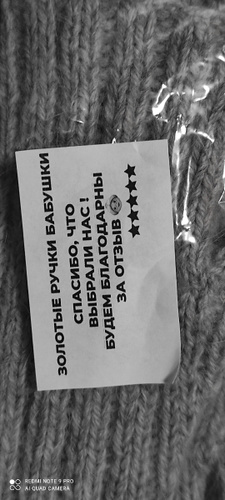 ЗОЛОТЫЕ РУЧКИ БАБУШКИ
СПАСИБО, ЧТО
ВЫБРАЛИ НАС !
БУДЕМ БЛАГОДАРНЫ
ЗА ОТЗЫВ
REDMI NOTE 9 PRO
AI QUAD CAMERA